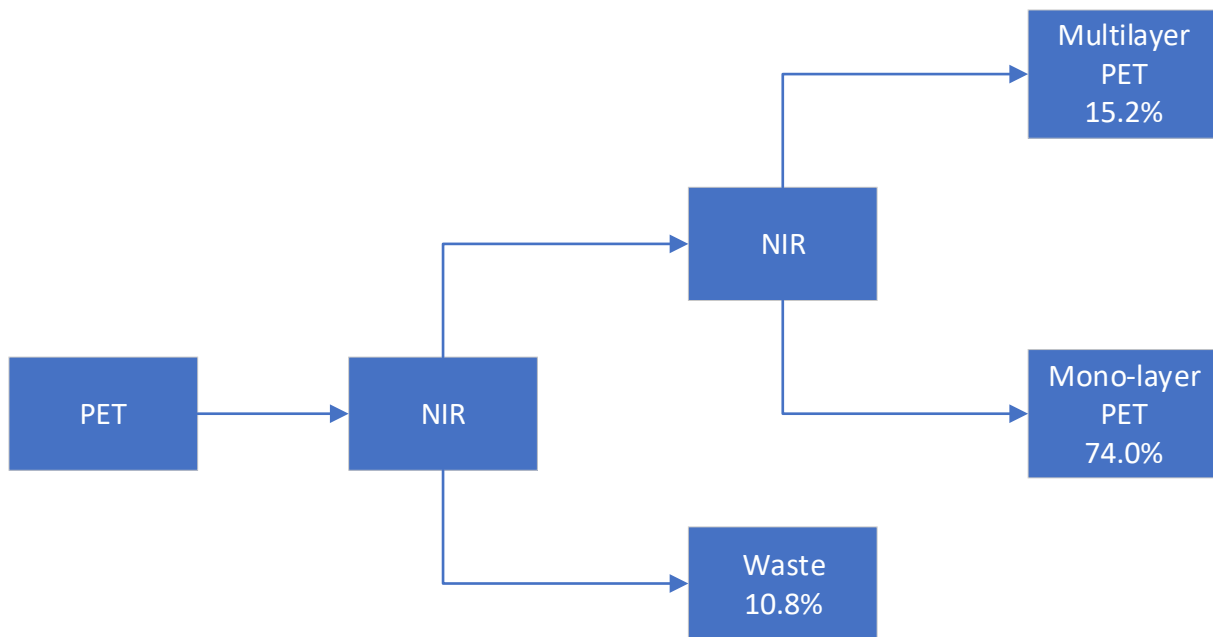 Multilayer
PET
15.2%
NIR
PET
NIR
Mono-layer
PET
74.0%
Waste
10.8%